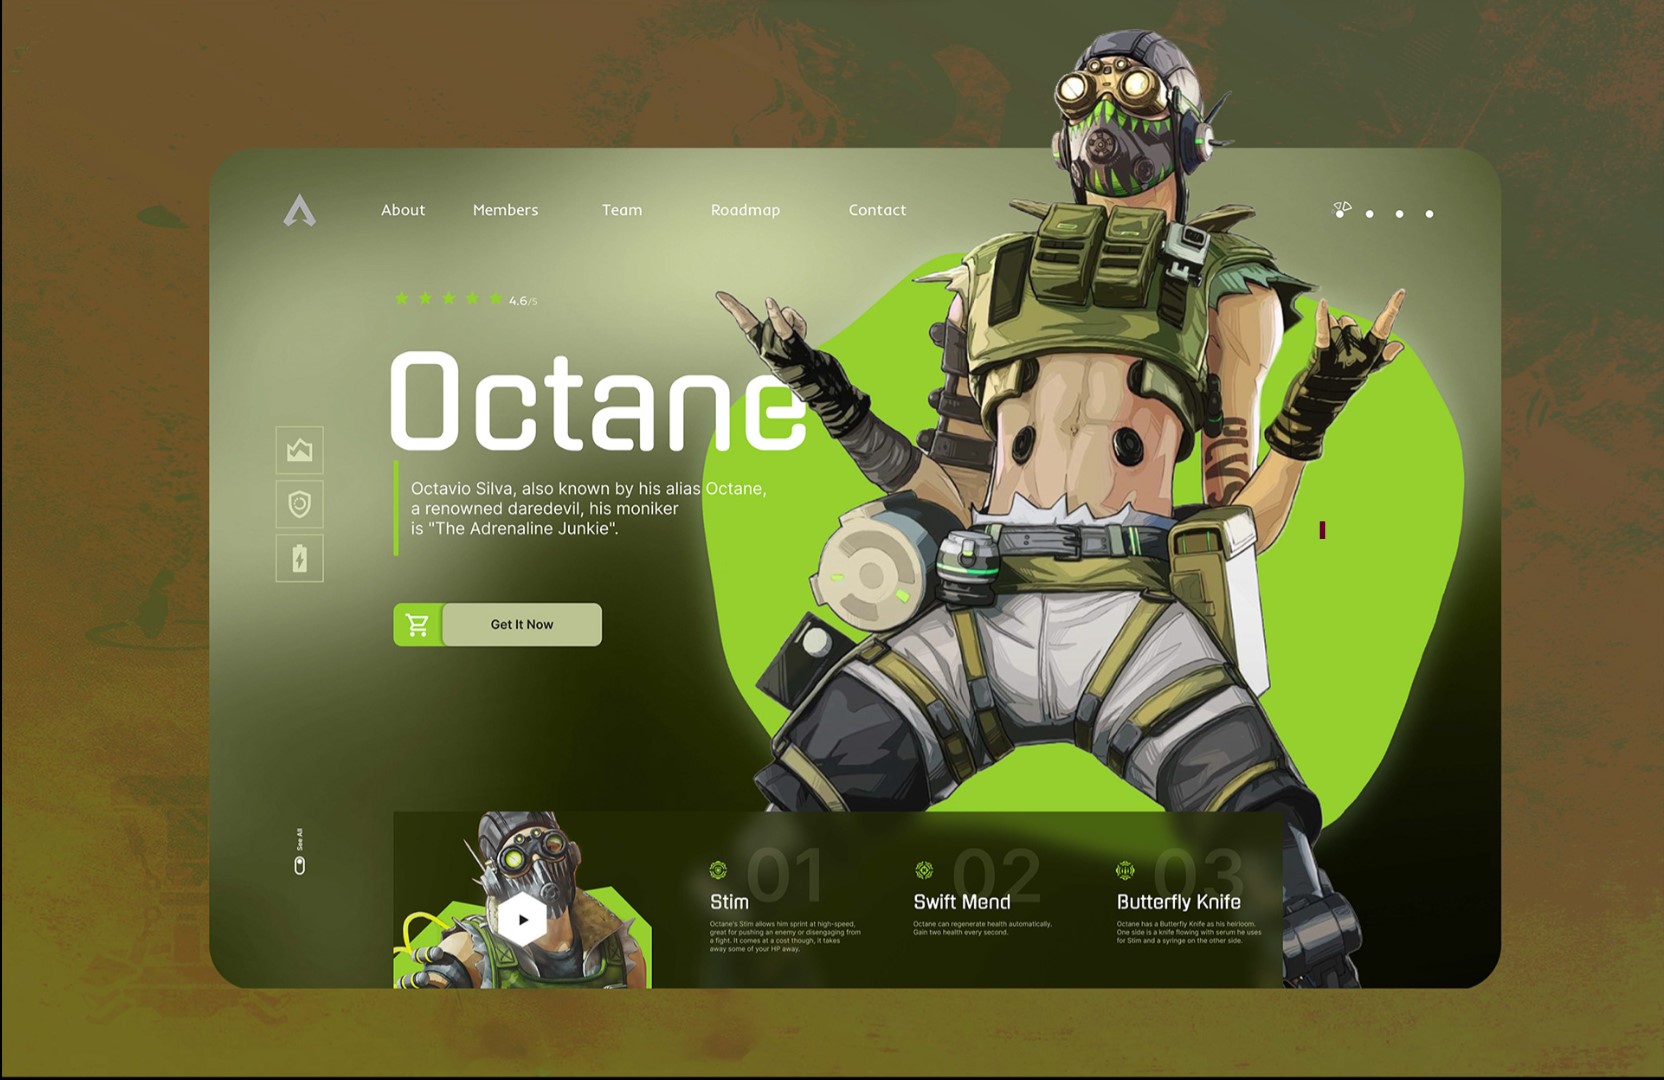 About Members Team Roadmap Contact
4.6/5
Octane
Octavio Silva, also known by his alias Octane,
a renowned daredevil, his moniker
is "The Adrenaline Junkie".
Get It Now
See All
01
Stim
Octane's Stim allows him sprint at high-speed,
great for pushing an enemy or disengaging from
a fight. It comes at a cost though, it takes
away some of your HP away.
02
Swift Mend
Octane can regenerate health automatically.
Gain two health every second.
03
Butterfly Knife
Octane has a Butterfly Knife as his heirloom.
One side is a knife flowing with serum he uses
for Stim and a syringe on the other side.